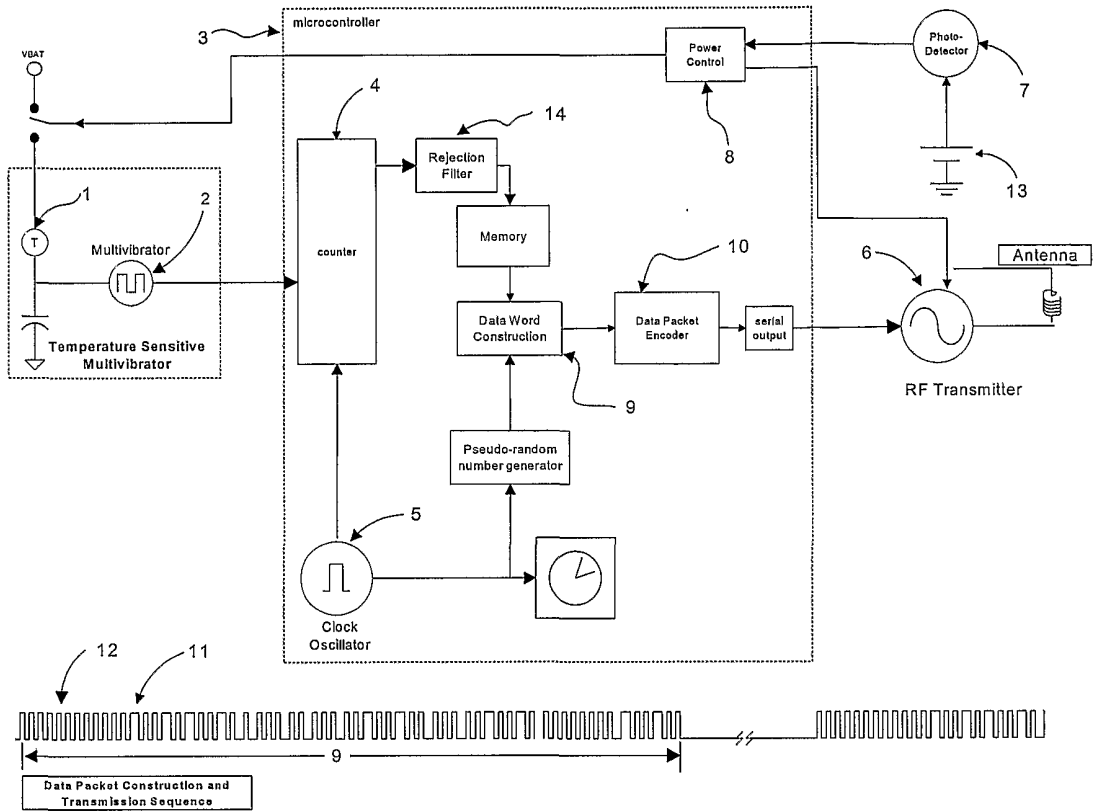 microcontroller
3
VBAT
Power
Control
Photo-
Detector
7
4
14
8
Rejection
Filter
13
1
2
T
Multivibrator
counter
Memory
10
6
Antenna
Data Word
Construction
Data Packet
Encoder
serial
output
Temperature Sensitive
Multivibrator
9
RF Transmitter
Pseudo-random
number generator
5
Clock
Oscillator
12
11
9
Data Packet Construction and
Transmission Sequence